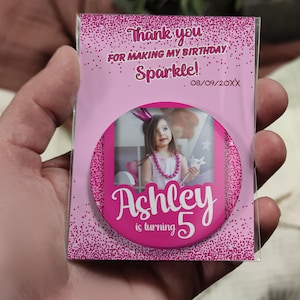 Thank you
FOR MAKING MY BIRTHDAY
Sparkle!
08/09/20XX
Ashley
is turning
5